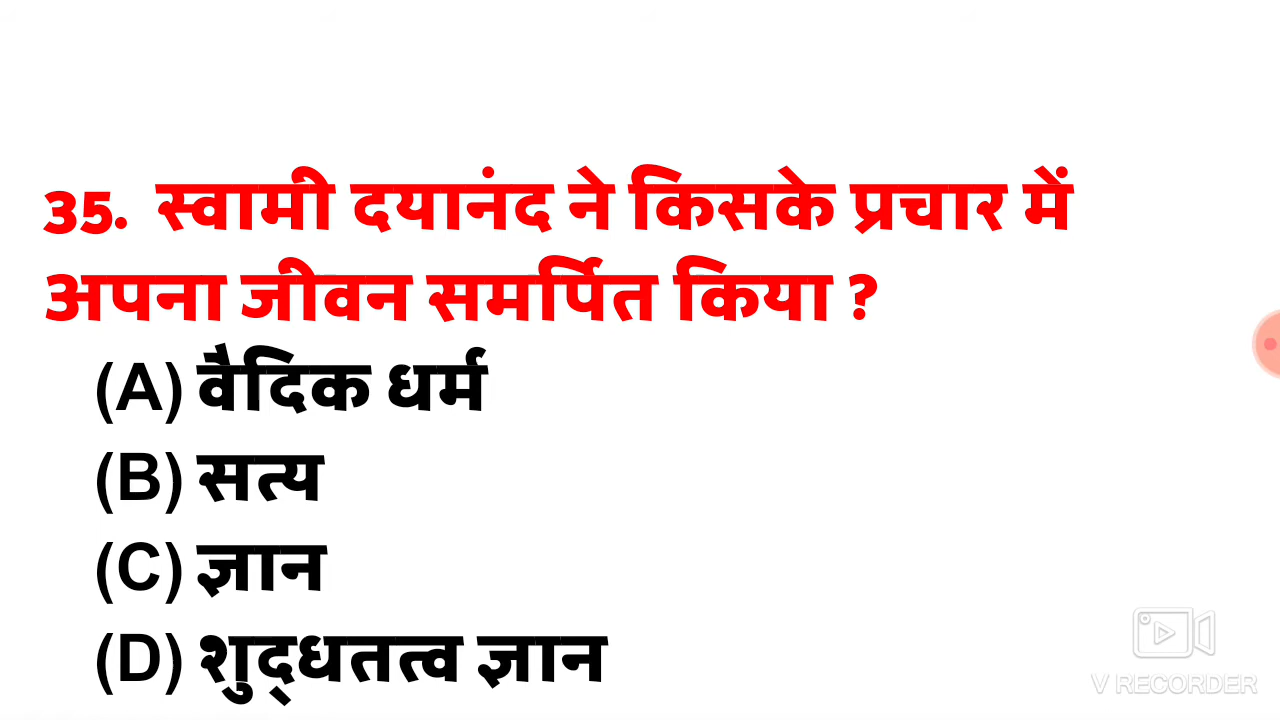 35. स्वामी दयानंद ने किसके प्रचार में
अपना जीवन समर्पित किया ?
(A) वैदिक धर्म
(B) सत्य
(C) ज्ञान
(D) शुद्‌धतत्व ज्ञान
V RECORDER